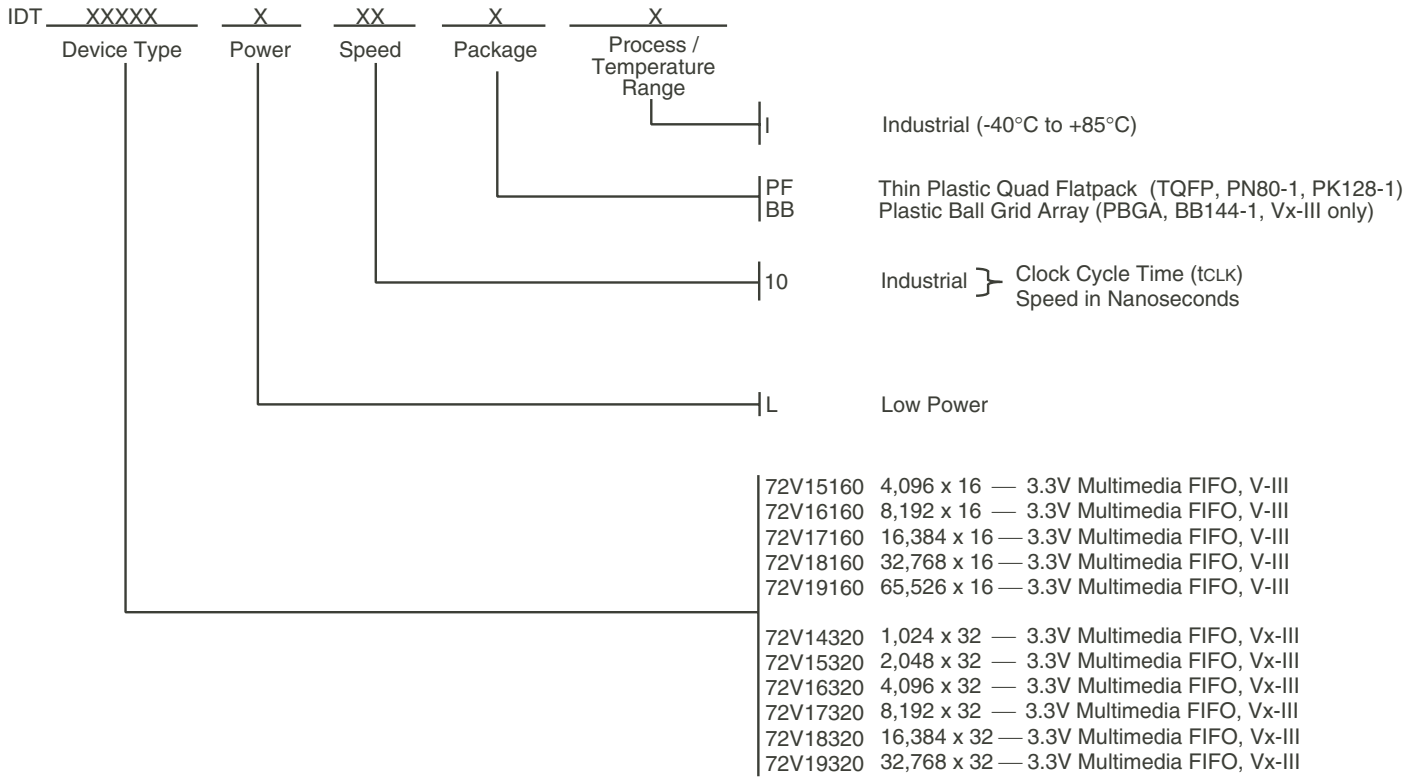 IDT XXXXX X XX X X
Device Type Power Speed Package Process /
Temperature
Range
I Industrial (-40°C to +85°C)
PF Thin Plastic Quad Flatpack (TQFP, PN80-1, PK128-1)
BB Plastic Ball Grid Array (PBGA, BB144-1, Vx-III only)
10 Industrial } Clock Cycle Time (tCLK)
Speed in Nanoseconds
L Low Power
72V15160 4,096 x 16 — 3.3V Multimedia FIFO, V-III
72V16160 8,192 x 16 — 3.3V Multimedia FIFO, V-III
72V17160 16,384 x 16 — 3.3V Multimedia FIFO, V-III
72V18160 32,768 x 16 — 3.3V Multimedia FIFO, V-III
72V19160 65,526 x 16 — 3.3V Multimedia FIFO, V-III
72V14320 1,024 x 32 — 3.3V Multimedia FIFO, Vx-III
72V15320 2,048 x 32 — 3.3V Multimedia FIFO, Vx-III
72V16320 4,096 x 32 — 3.3V Multimedia FIFO, Vx-III
72V17320 8,192 x 32 — 3.3V Multimedia FIFO, Vx-III
72V18320 16,384 x 32 — 3.3V Multimedia FIFO, Vx-III
72V19320 32,768 x 32 — 3.3V Multimedia FIFO, Vx-III